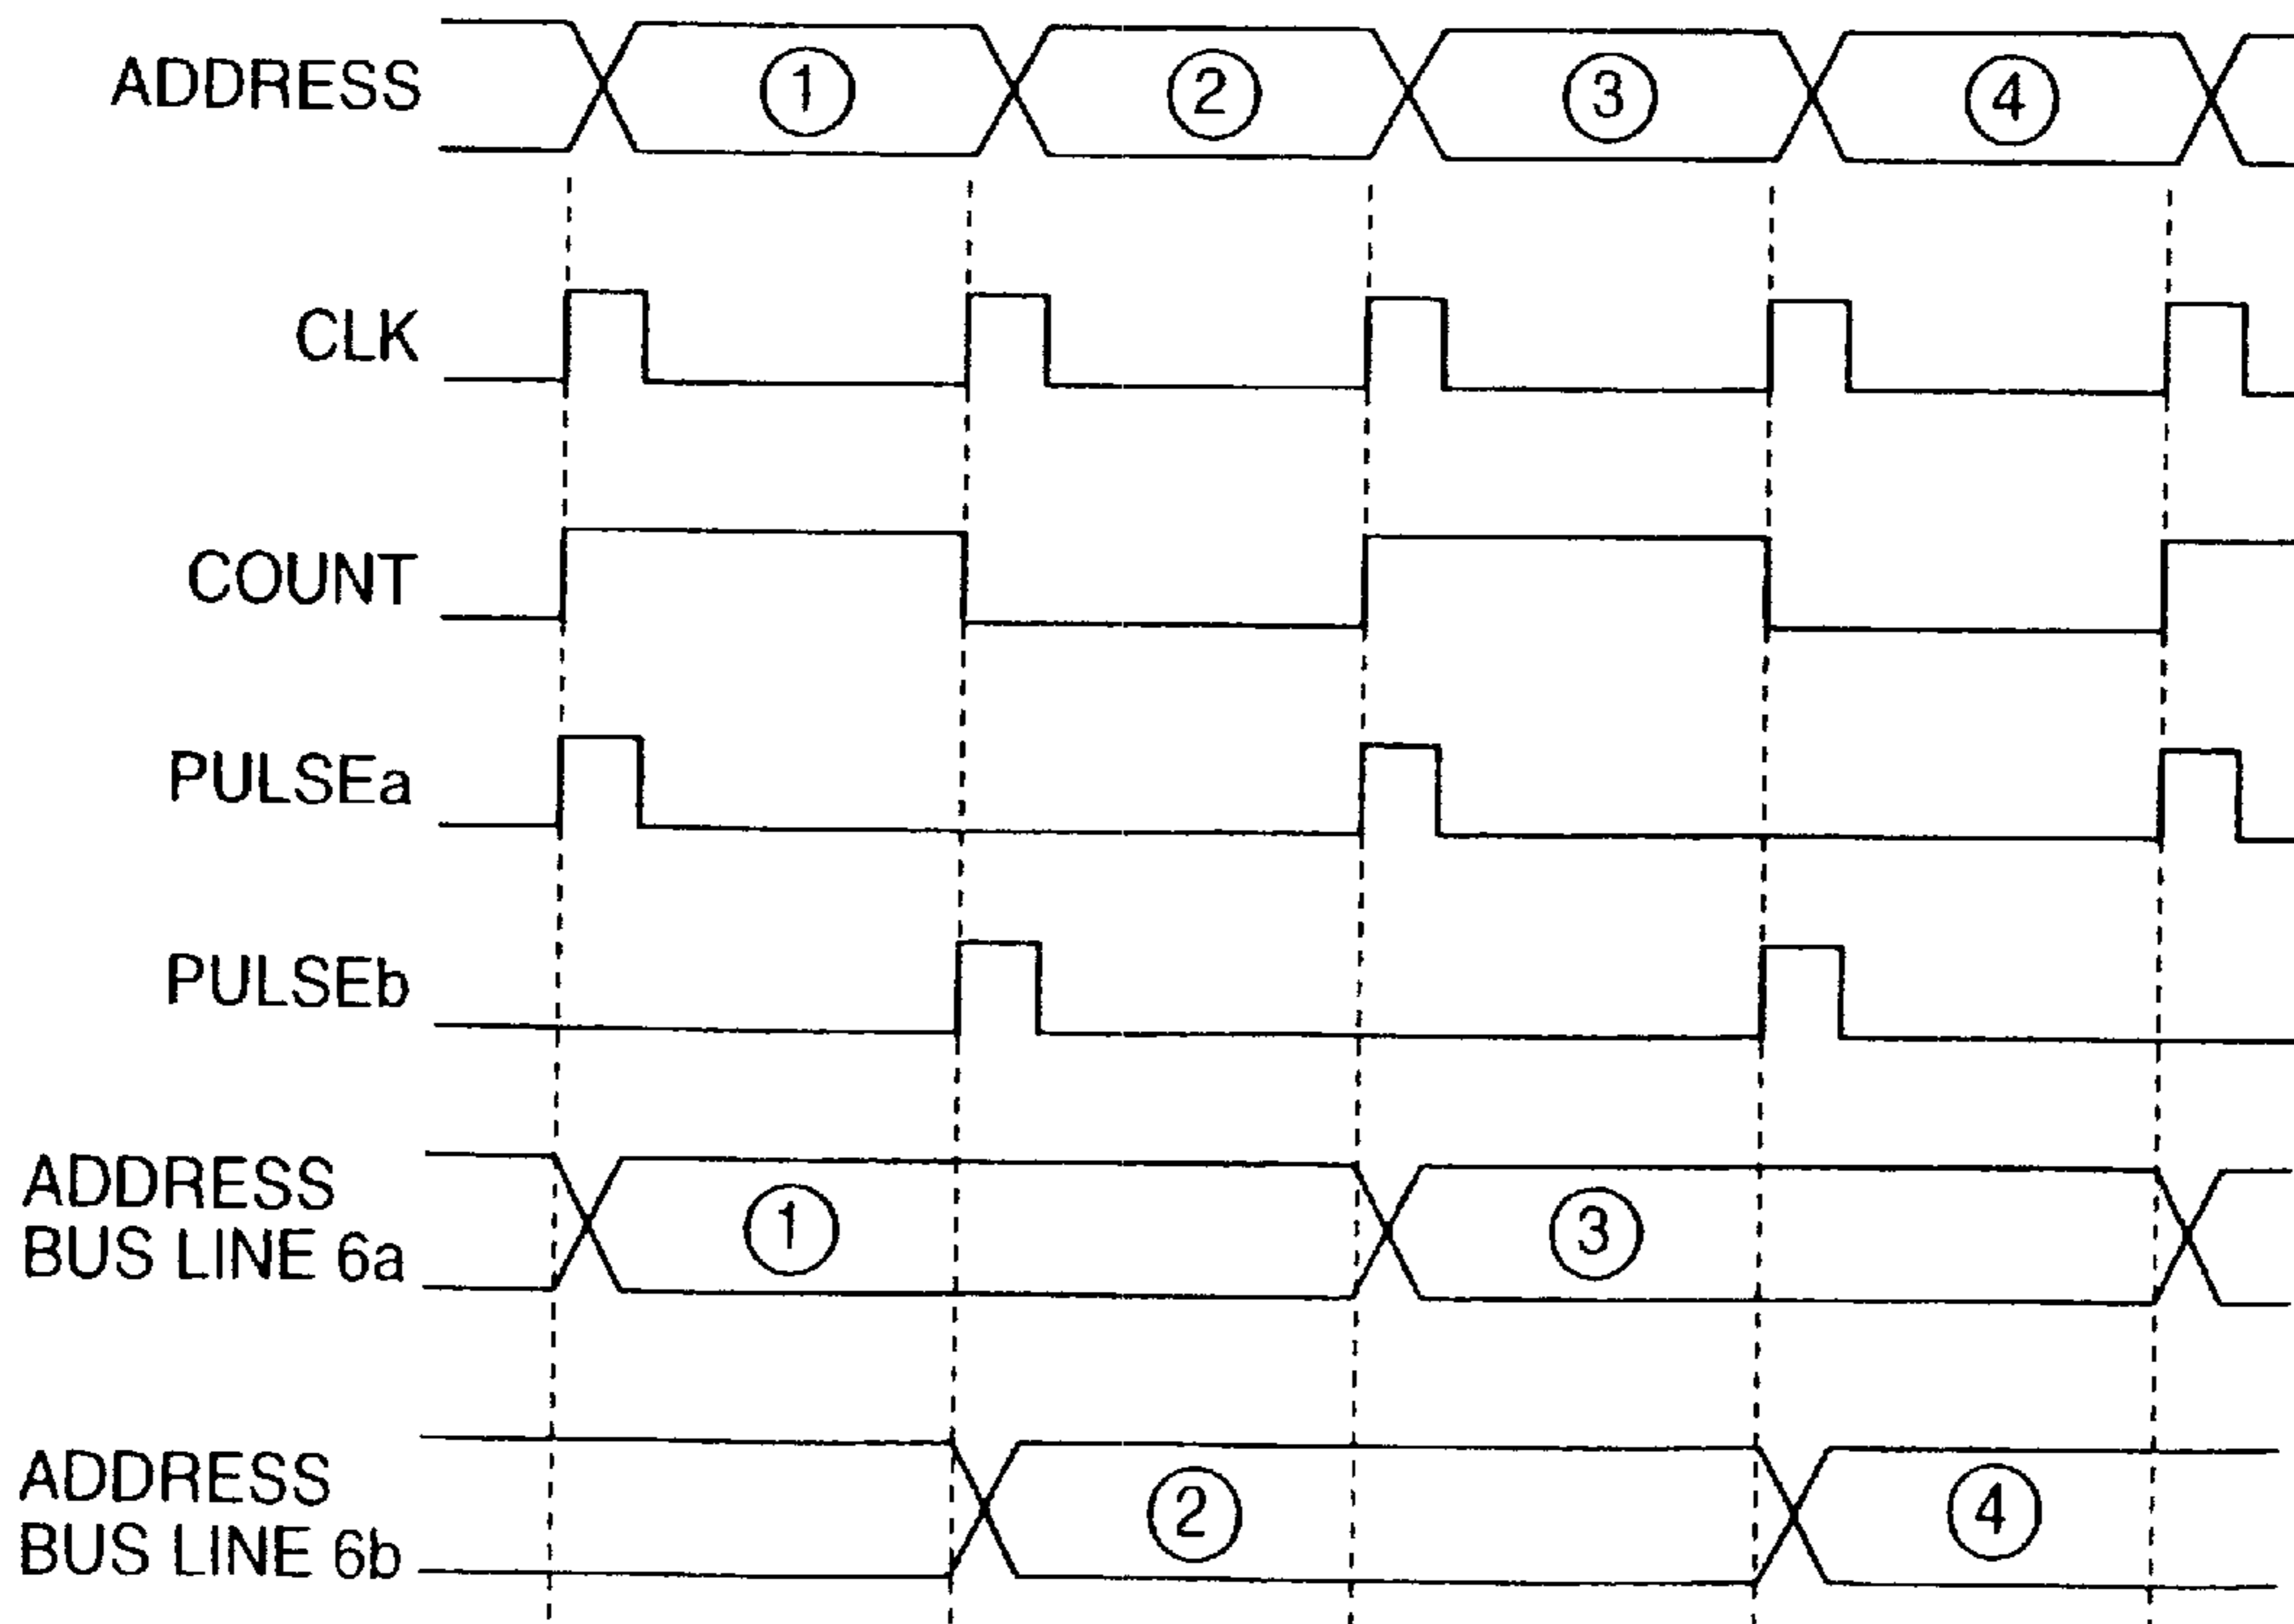 ADDRESS ① ② ③ ④
CLK
COUNT
PULSEa
PULSEb
ADDRESS
BUS LINE 6a ① ③
ADDRESS
BUS LINE 6b ② ④